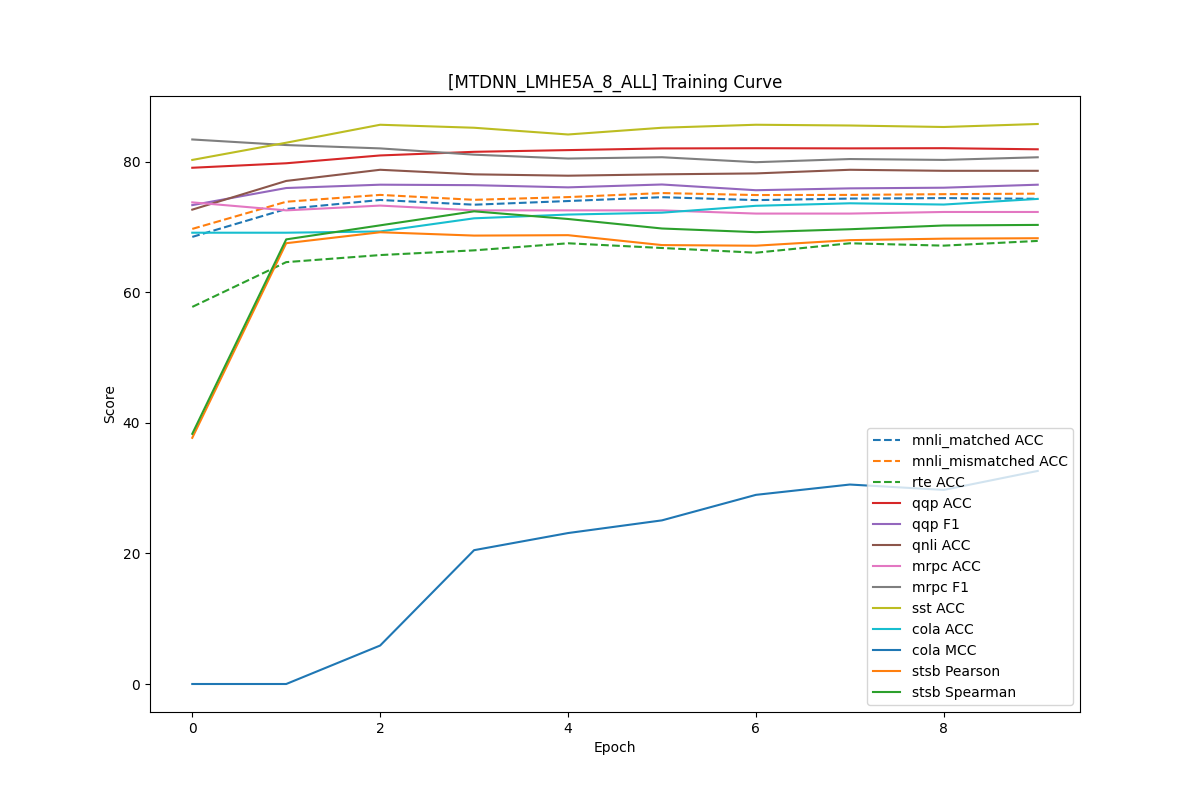 [MTDNN_LMHE5A_8_ALL] Training Curve
Score
80
60
40
20
0
0 2 4 6 8
Epoch
mnli_matched ACC
mnli_mismatched ACC
rte ACC
qqp ACC
qqp F1
qnli ACC
mrpc ACC
mrpc F1
sst ACC
cola ACC
cola MCC
stsb Pearson
stsb Spearman